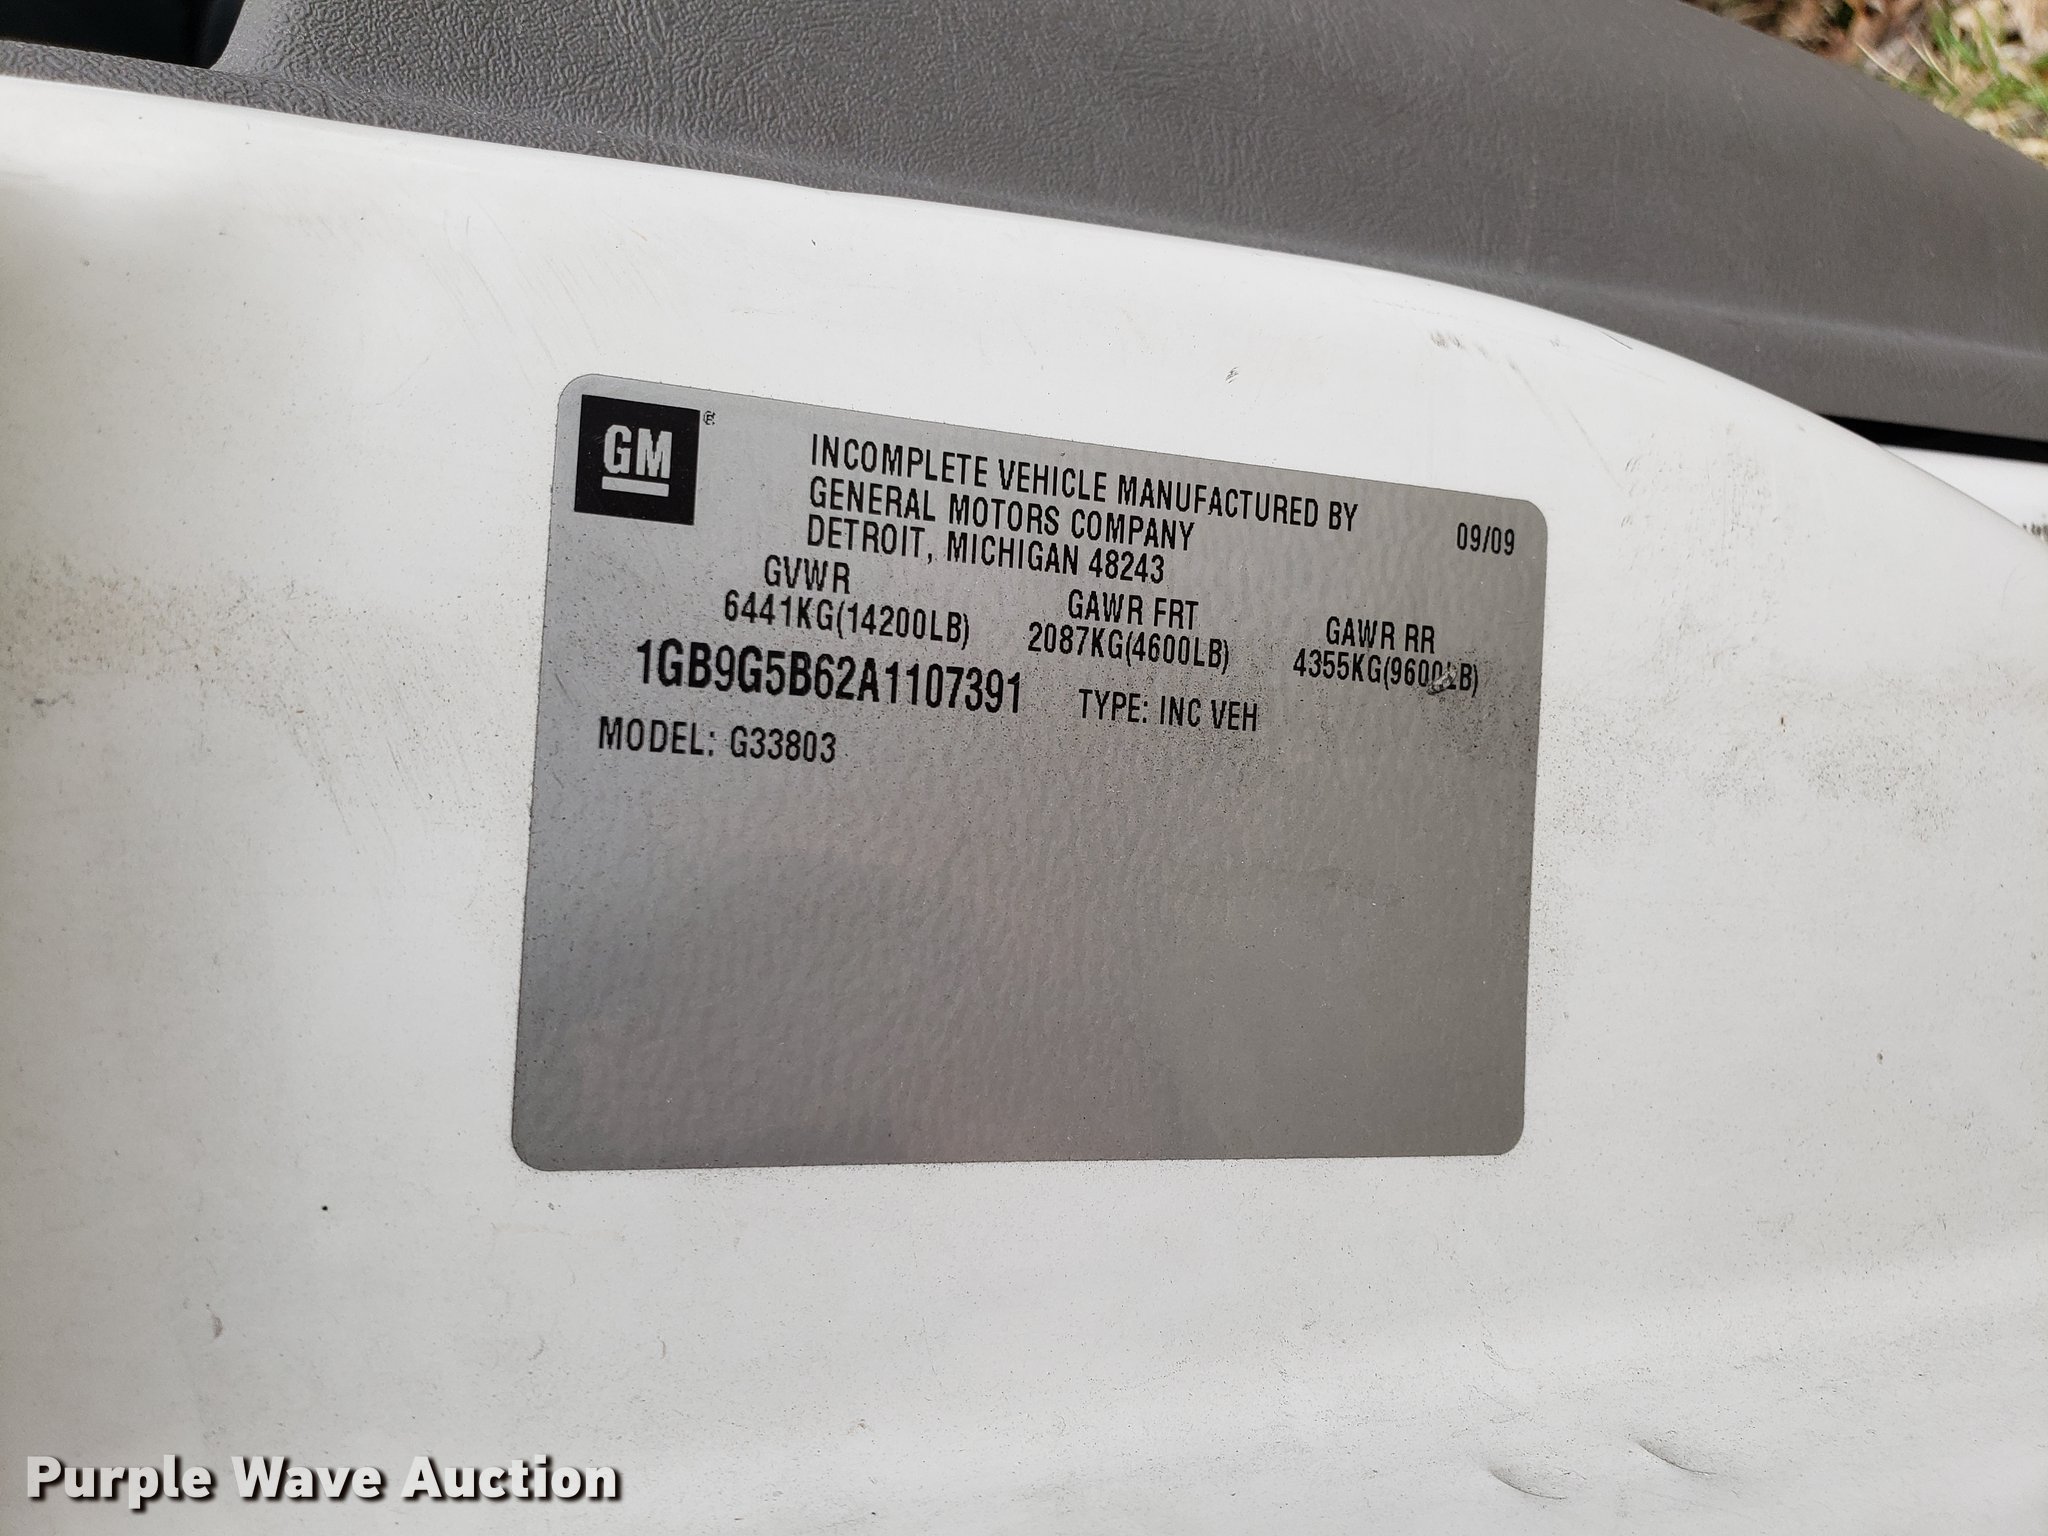 GM
INCOMPLETE VEHICLE MANUFACTURED BY
GENERAL MOTORS COMPANY
DETROIT, MICHIGAN 48243
09/09
GVWR
6441KG(14200LB)
GAWR FRT
2087KG(4600LB)
GAWR RR
4355KG(9600LB)
1GB9G5B62A1107391 TYPE: INC VEH
MODEL: G33803
Purple Wave Auction